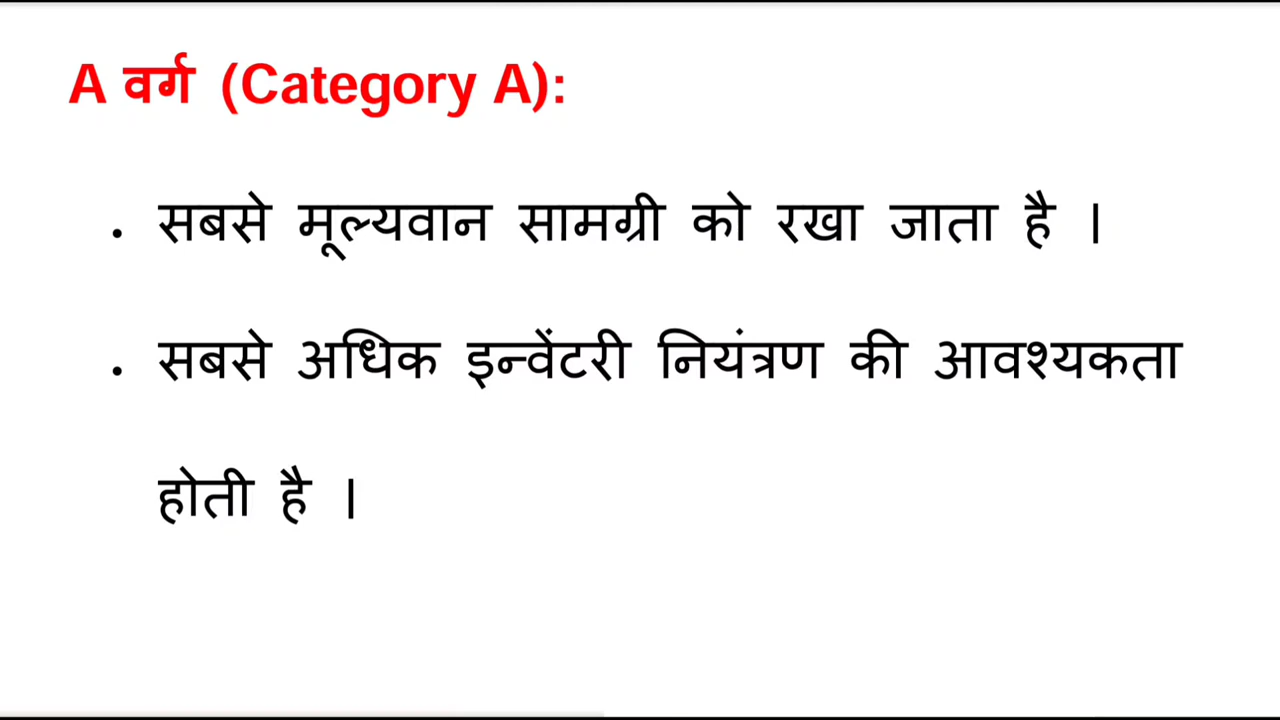 A वर्ग (Category A):
. सबसे मूल्यवान सामग्री को रखा जाता है ।
. सबसे अधिक इन्वेंटरी नियंत्रण की आवश्यकता
होती है ।